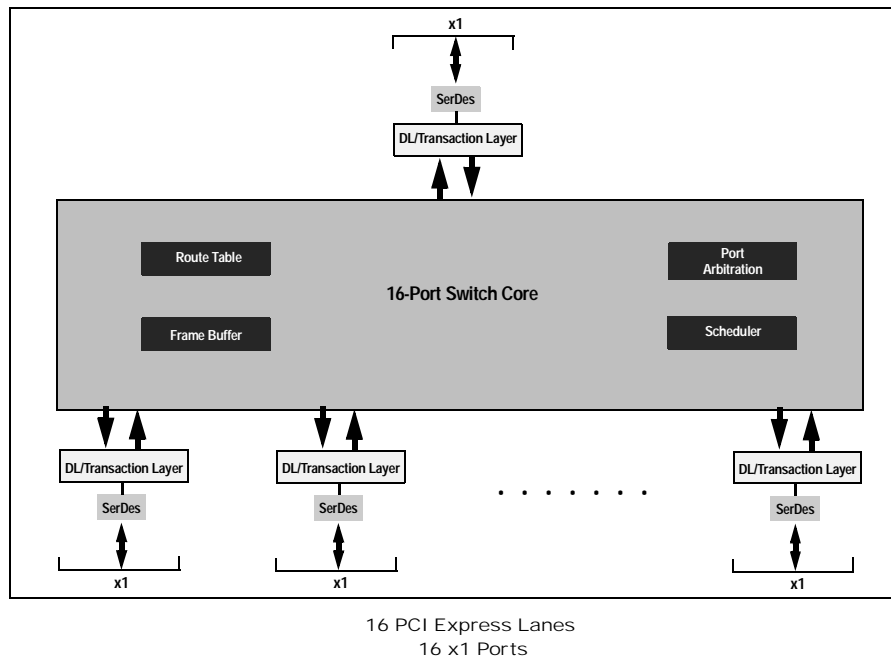 x1
SerDes
DL/Transaction Layer
Route Table
Port
Arbitration
16-Port Switch Core
Frame Buffer
Scheduler
DL/Transaction Layer
DL/Transaction Layer
DL/Transaction Layer
. . . . . . .
SerDes
SerDes
SerDes
x1
x1
x1
16 PCI Express Lanes
16 x1 Ports